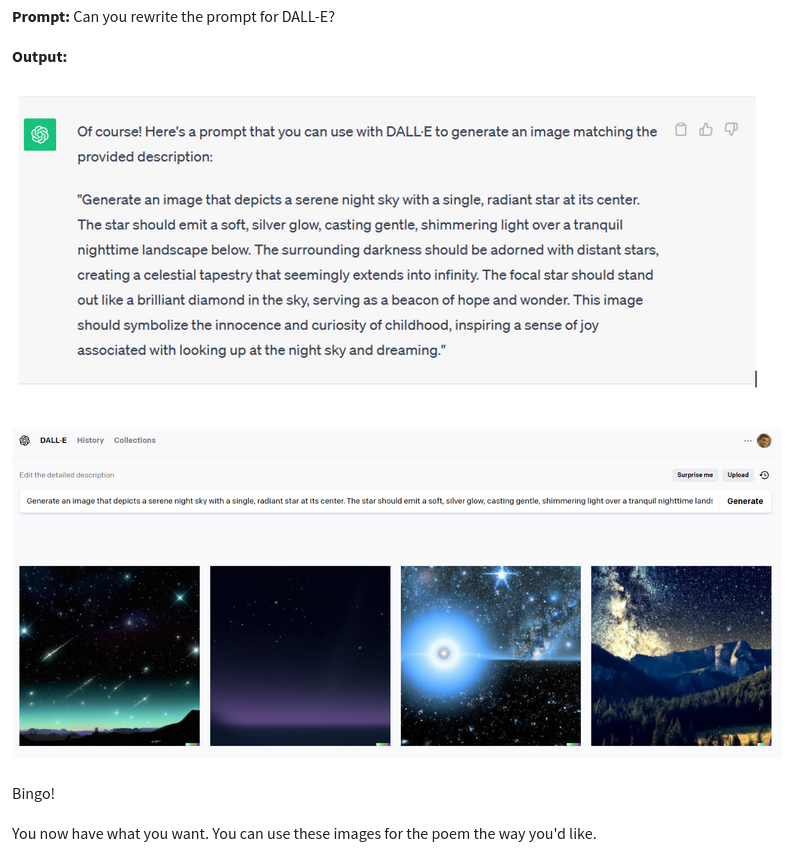 Prompt: Can you rewrite the prompt for DALL-E?
Output:
Of course! Here's a prompt that you can use with DALL·E to generate an image matching the
provided description:
"Generate an image that depicts a serene night sky with a single, radiant star at its center.
The star should emit a soft, silver glow, casting gentle, shimmering light over a tranquil
nighttime landscape below. The surrounding darkness should be adorned with distant stars,
creating a celestial tapestry that seemingly extends into infinity. The focal star should stand
out like a brilliant diamond in the sky, serving as a beacon of hope and wonder. This image
should symbolize the innocence and curiosity of childhood, inspiring a sense of joy
associated with looking up at the night sky and dreaming."
DALL·E History Collections
Edit the detailed description Surprise me Upload
Generate an image that depicts a serene night sky with a single, radiant star at its center. The star should emit a soft, silver glow, casting gentle, shimmering light over a tranquil nighttime lands Generate
Bingo!
You now have what you want. You can use these images for the poem the way you'd like.